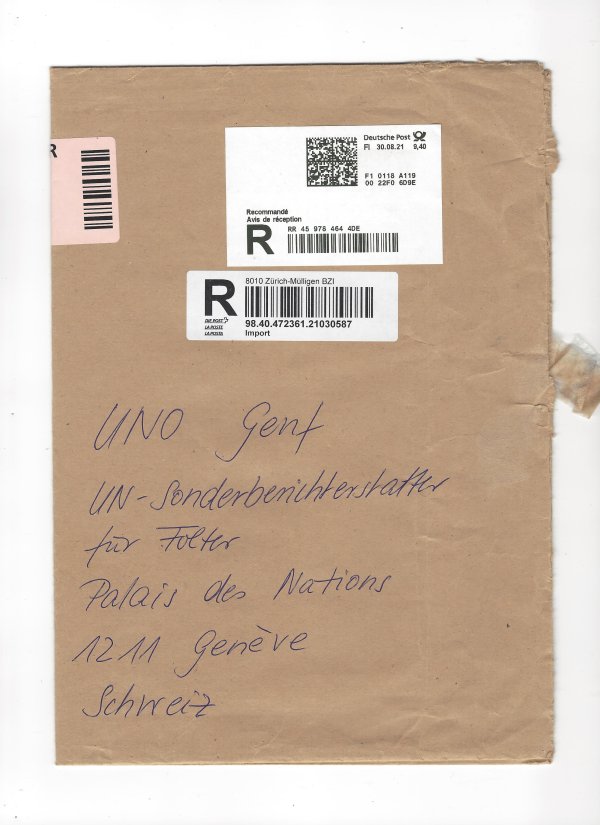 R
Deutsche Post
FI 30.08.21 9,40
F1 0118 A119
00 22F0 6D9E
Recommandé
Avis de réception
R RR 45 976 464 4DE
R 8010 Zürich-Mülligen BZI
DIE POST
LA POSTE
LA POSTA
98.40.472361.21030587
Import
UNO Genf
UN-Sonderberichterstatter
für Folter
Palais des Nations
1211 Genève
Schweiz